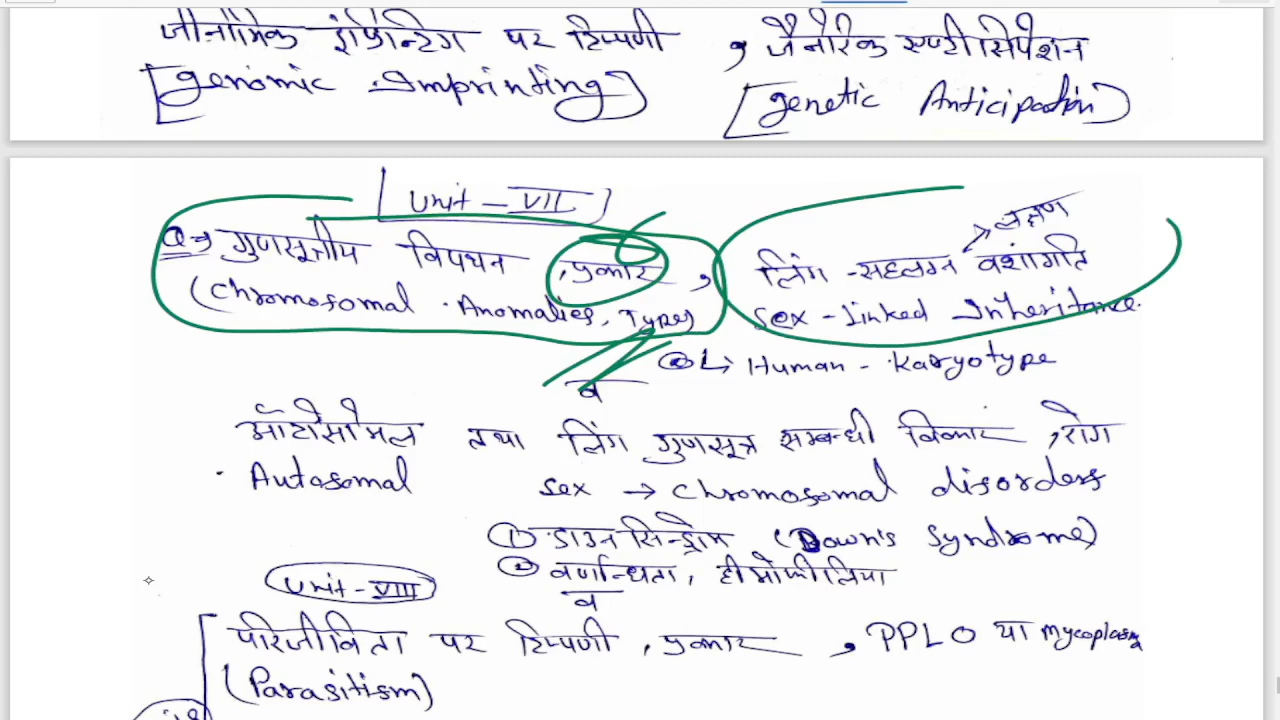 जीनोमिक इंप्रिन्टिंग पर टिप्पणी , जेनेटिक एण्टीसिपेशन
[Genomic Imprinting] [Genetic Anticipation]
[Unit - VII]
Q→ गुणसूत्रीय विपथन , प्रकार , लिंग - सहलग्न वंशागति → लक्षण
(Chromosomal Anomalies, Types) Sex - Linked Inheritance.
② ↳ Human - Karyotype
व
ऑटोसोमल तथा लिंग गुणसूत्र सम्बन्धी विकार , रोग
Autosomal Sex → Chromosomal disorders
① डाउन सिन्ड्रोम (Down's Syndrome)
② वर्णान्धता, हीमोफीलिया
Unit - VIII व
परजीविता पर टिप्पणी , प्रकार , PPLO या Mycoplasma
(Parasitism)